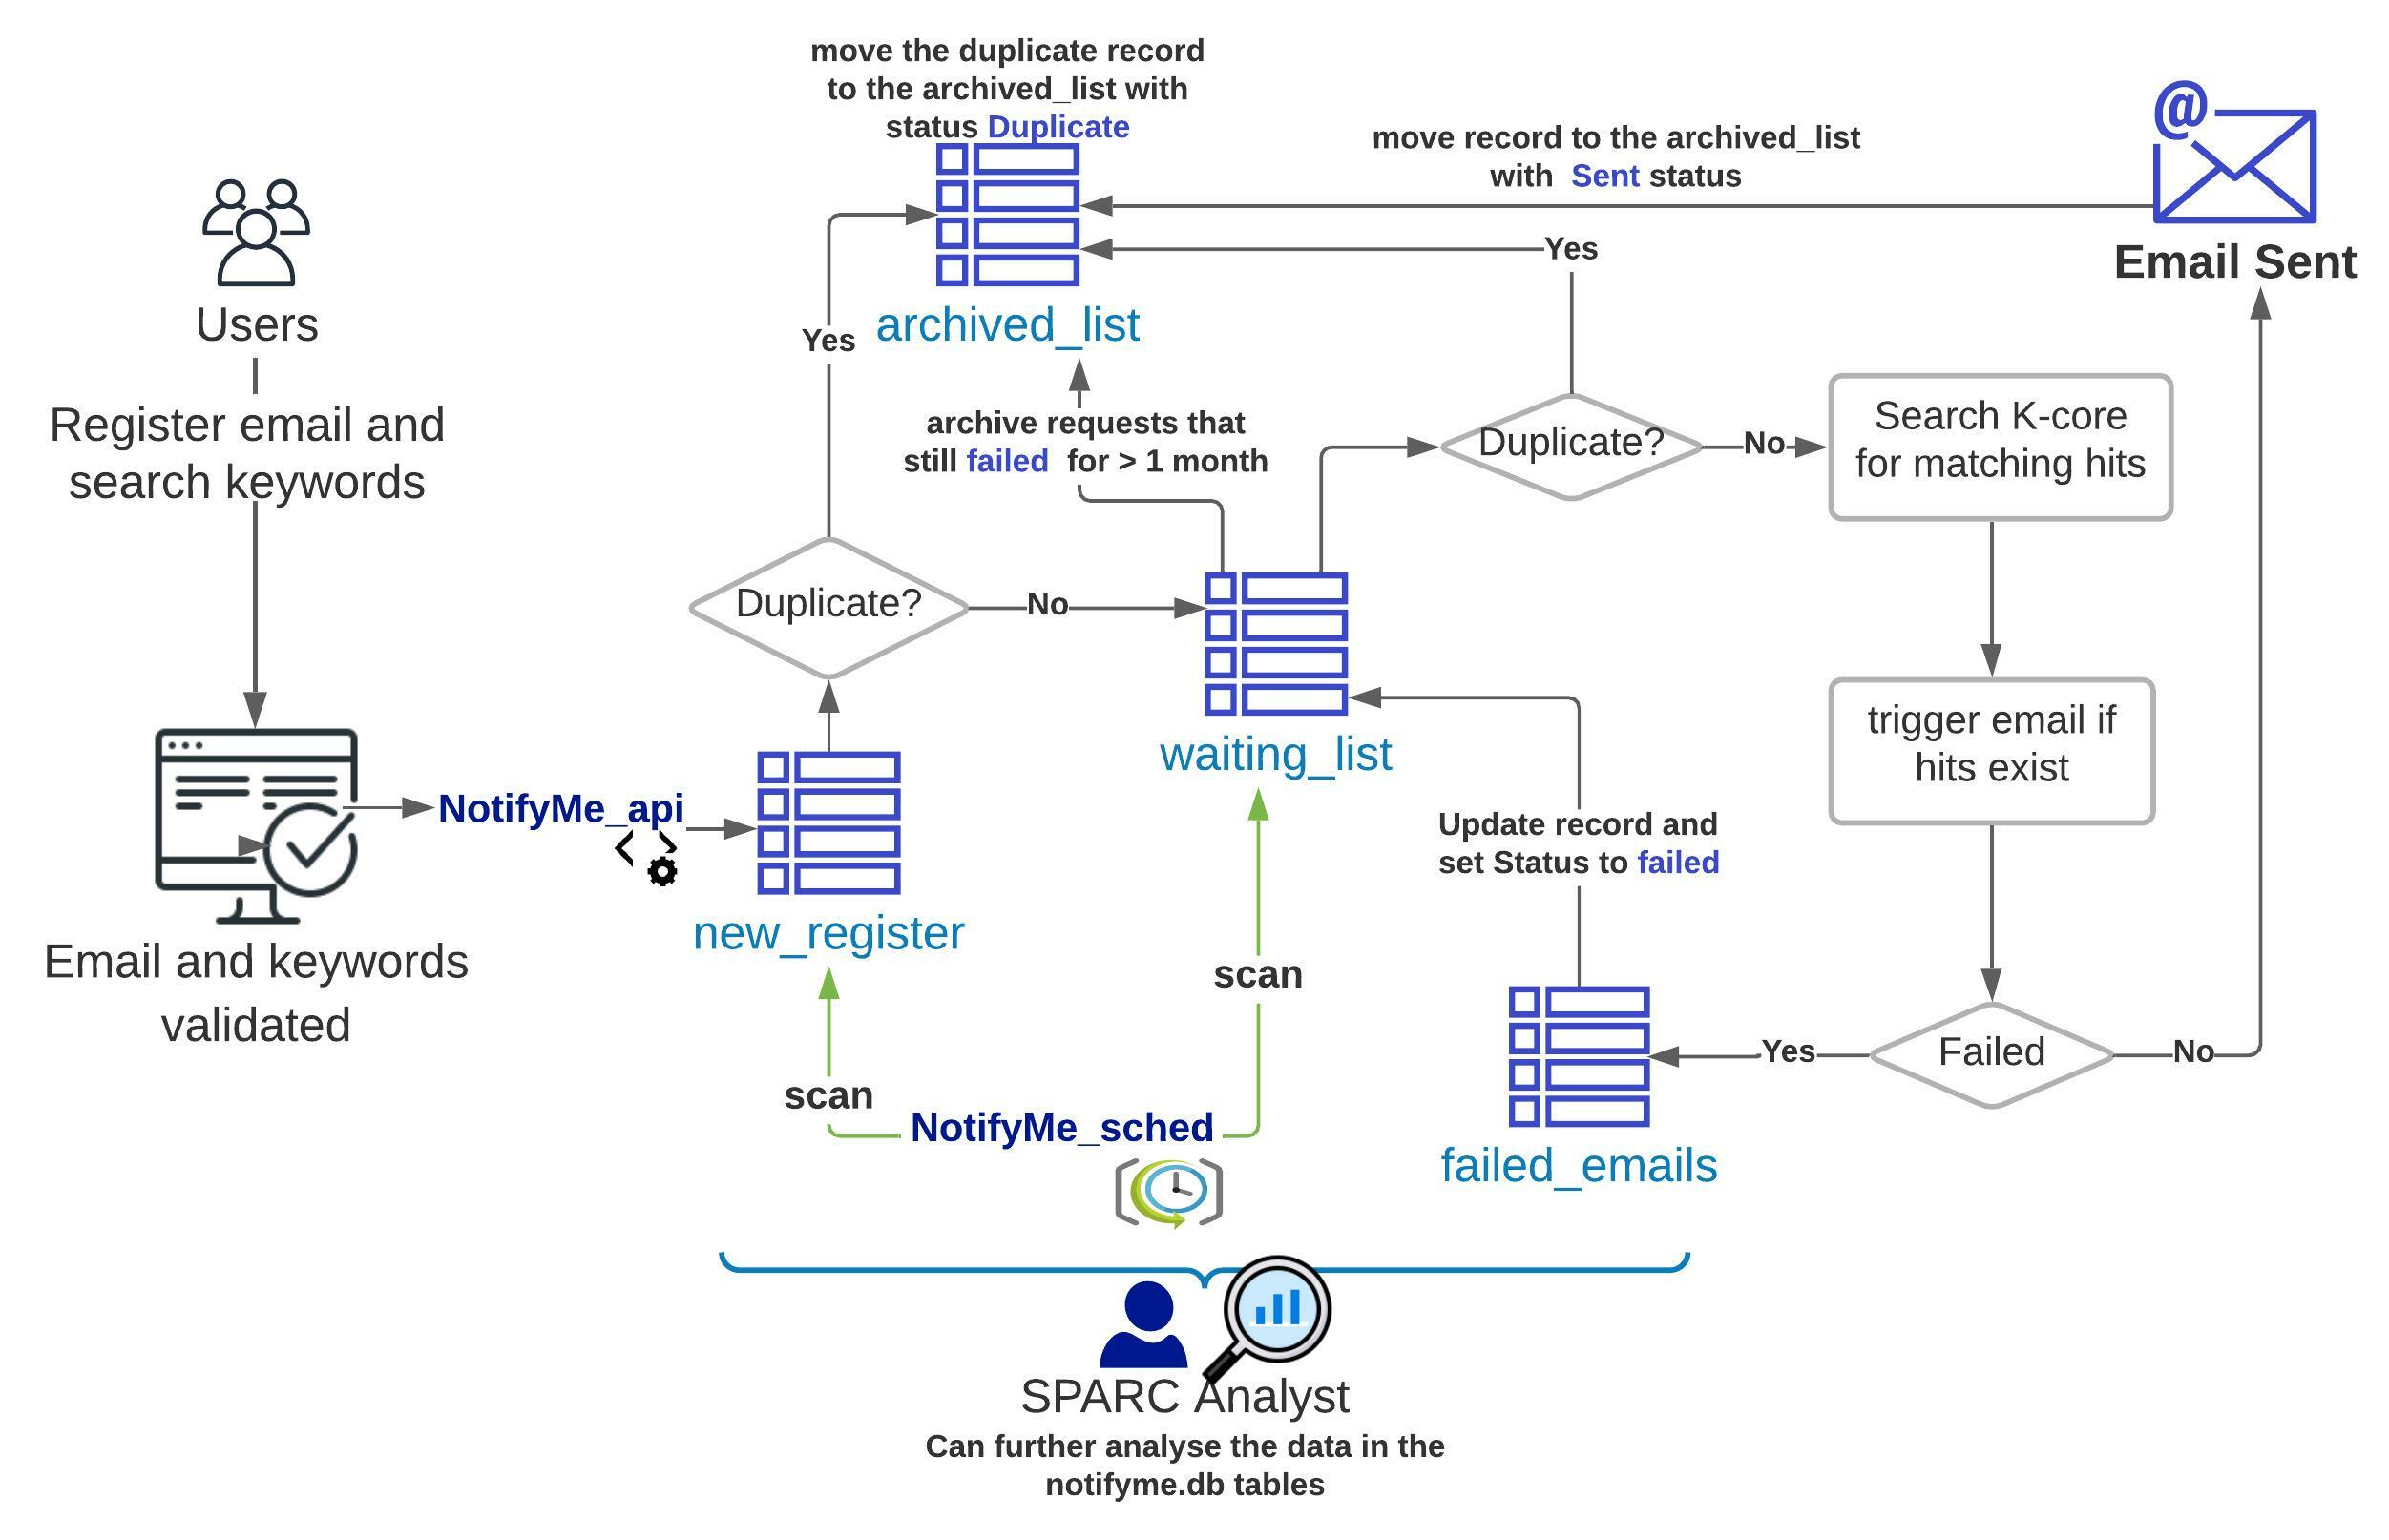 move the duplicate record
to the archived_list with
status Duplicate
move record to the archived_list
with Sent status
@
Email Sent
Yes
Users
archived_list
Yes
Register email and
search keywords
archive requests that
still failed for > 1 month
Duplicate?
No
Search K-core
for matching hits
Duplicate?
No
waiting_list
trigger email if
hits exist
NotifyMe_api
Update record and
set Status to failed
new_register
Email and keywords
validated
scan
scan
Yes
Failed
No
NotifyMe_sched
failed_emails
SPARC Analyst
Can further analyse the data in the
notifyme.db tables